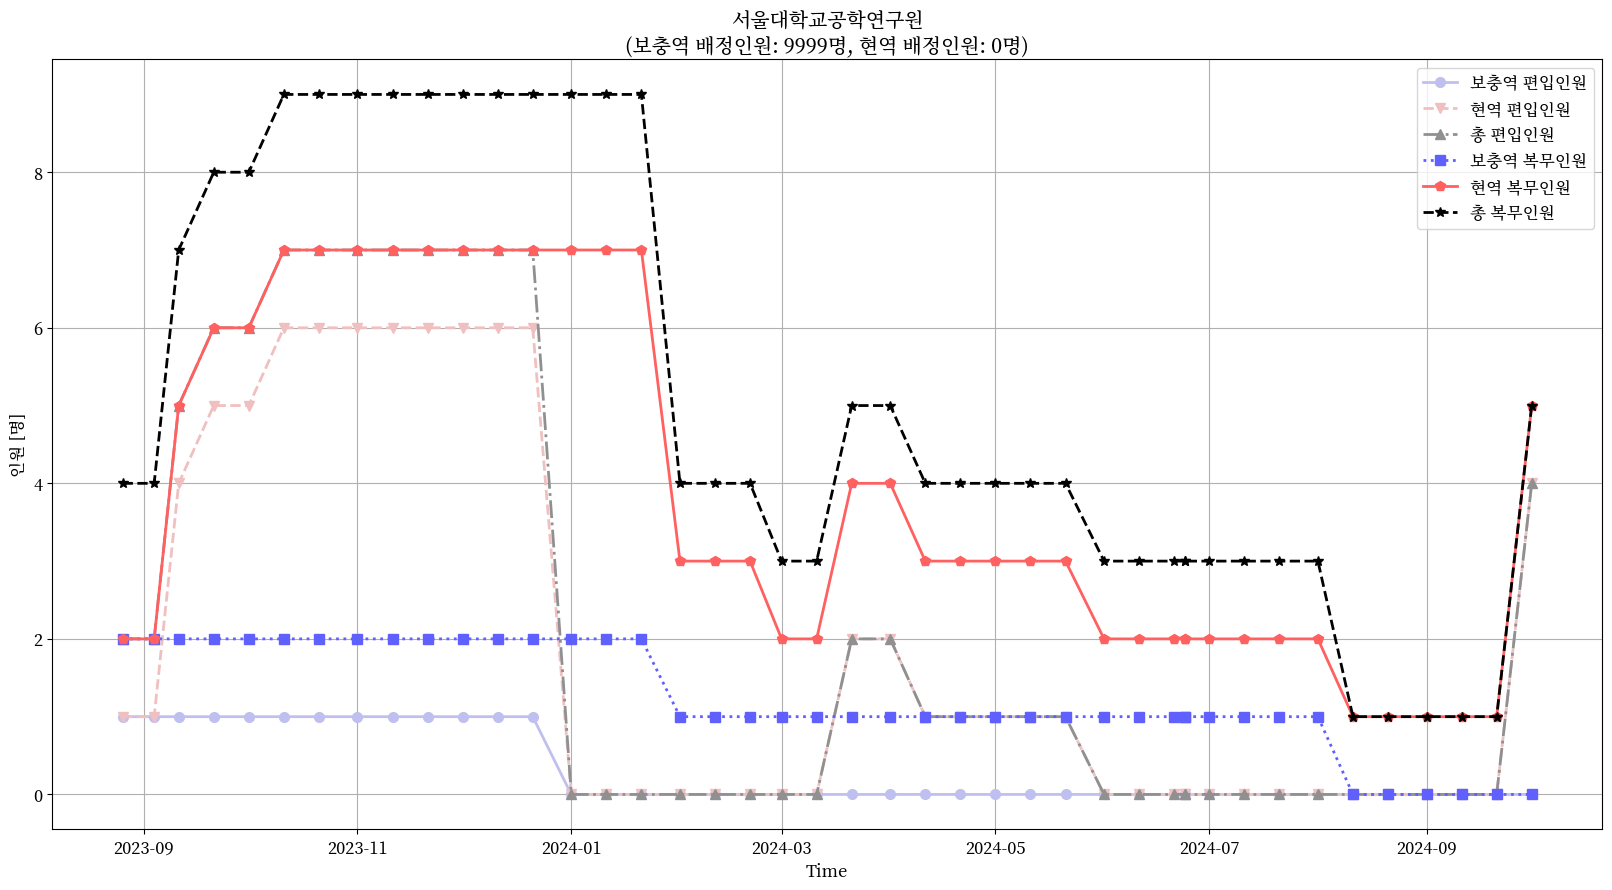 서울대학교공학연구원
(보충역 배정인원: 9999명, 현역 배정인원: 0명)
보충역 편입인원
현역 편입인원
총 편입인원
보충역 복무인원
현역 복무인원
총 복무인원
인원 [명]
8
6
4
2
0
2023-09
2023-11
2024-01
2024-03
2024-05
2024-07
2024-09
Time